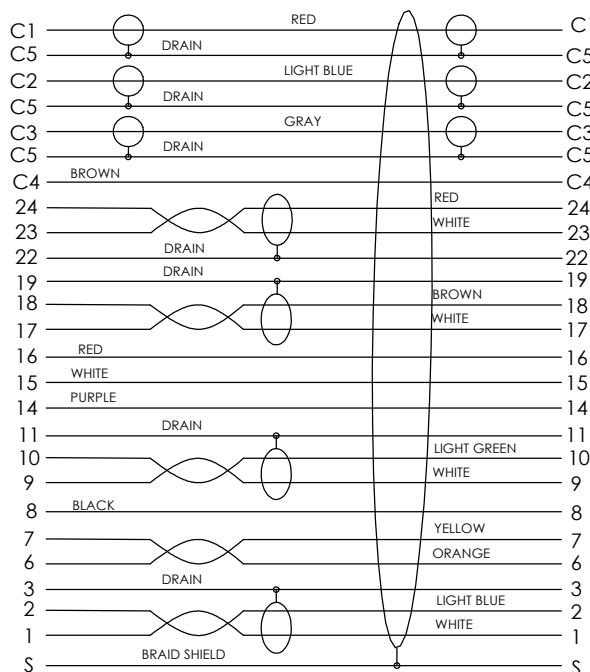 C1 RED C1
C5 DRAIN C5
C2 LIGHT BLUE C2
C5 DRAIN C5
C3 GRAY C3
C5 DRAIN C5
C4 BROWN C4
24 RED 24
23 WHITE 23
22 DRAIN 22
19 DRAIN 19
18 BROWN 18
17 WHITE 17
16 RED 16
15 WHITE 15
14 PURPLE 14
11 DRAIN 11
10 LIGHT GREEN 10
9 WHITE 9
8 BLACK 8
7 YELLOW 7
6 ORANGE 6
3 DRAIN 3
2 LIGHT BLUE 2
1 WHITE 1
S BRAID SHIELD S